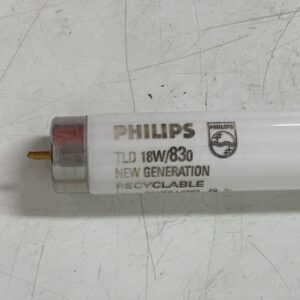 PHILIPS
TLD 18W/830
NEW GENERATION
RECYCLABLE